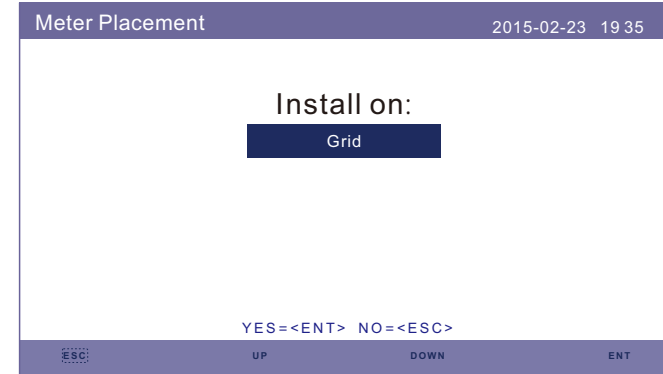 Meter Placement 2015-02-23 19 35
Install on:
Grid
YES=<ENT> NO=<ESC>
ESC UP DOWN ENT